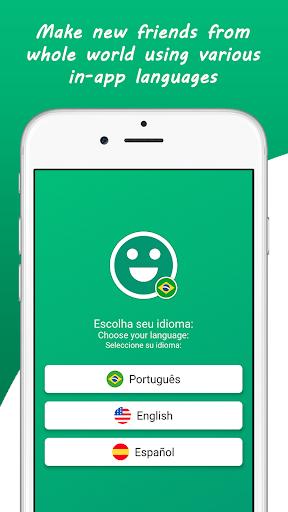 Make new friends from
whole world using various
in-app languages
Escolha seu idioma:
Choose your language:
Seleccione su idioma:
Português
English
Español